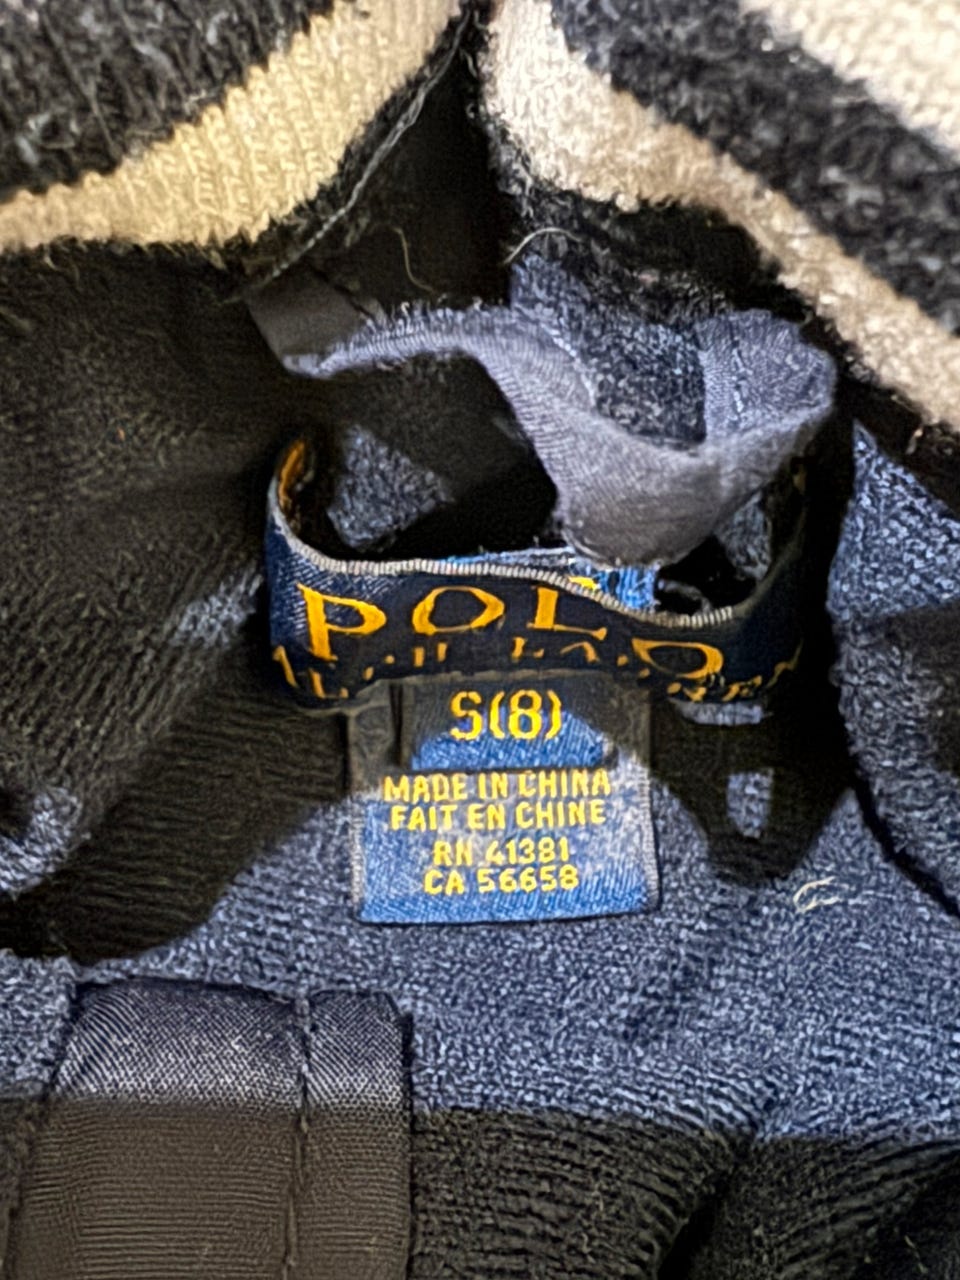 POLO
S(8)
MADE IN CHINA
FAIT EN CHINE
RN 41381
CA 56658